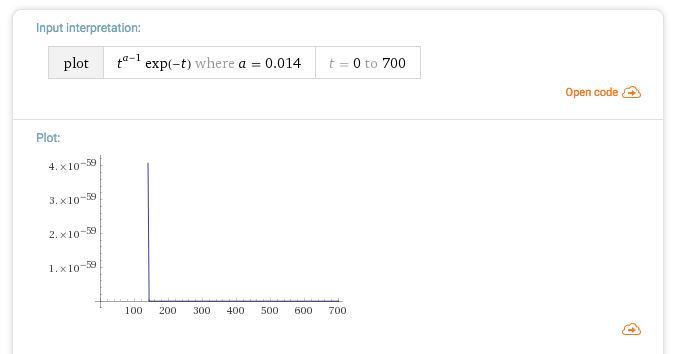 Input interpretation:
plot t^(a−1) exp(−t) where a = 0.014 t = 0 to 700
Open code
Plot:
4.×10^−59
3.×10^−59
2.×10^−59
1.×10^−59
100 200 300 400 500 600 700